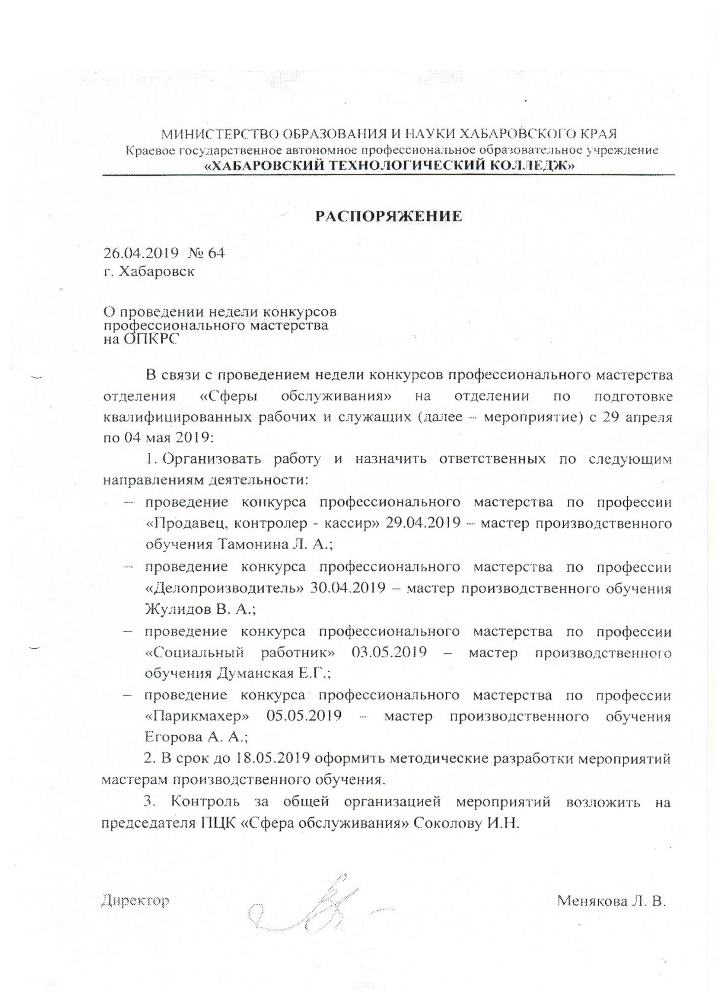 МИНИСТЕРСТВО ОБРАЗОВАНИЯ И НАУКИ ХАБАРОВСКОГО КРАЯ
Краевое государственное автономное профессиональное образовательное учреждение
«ХАБАРОВСКИЙ ТЕХНОЛОГИЧЕСКИЙ КОЛЛЕДЖ»
РАСПОРЯЖЕНИЕ
26.04.2019 № 64
г. Хабаровск
О проведении недели конкурсов
профессионального мастерства
на ОПКРС
В связи с проведением недели конкурсов профессионального мастерства
отделения «Сферы обслуживания» на отделении по подготовке
квалифицированных рабочих и служащих (далее – мероприятие) с 29 апреля
по 04 мая 2019:
1. Организовать работу и назначить ответственных по следующим
направлениям деятельности:
– проведение конкурса профессионального мастерства по профессии
«Продавец, контролер - кассир» 29.04.2019 – мастер производственного
обучения Тамонина Л. А.;
– проведение конкурса профессионального мастерства по профессии
«Делопроизводитель» 30.04.2019 – мастер производственного обучения
Жулидов В. А.;
– проведение конкурса профессионального мастерства по профессии
«Социальный работник» 03.05.2019 – мастер производственного
обучения Думанская Е.Г.;
– проведение конкурса профессионального мастерства по профессии
«Парикмахер» 05.05.2019 – мастер производственного обучения
Егорова А. А.;
2. В срок до 18.05.2019 оформить методические разработки мероприятий
мастерам производственного обучения.
3. Контроль за общей организацией мероприятий возложить на
председателя ПЦК «Сфера обслуживания» Соколову И.Н.
Директор Менякова Л. В.